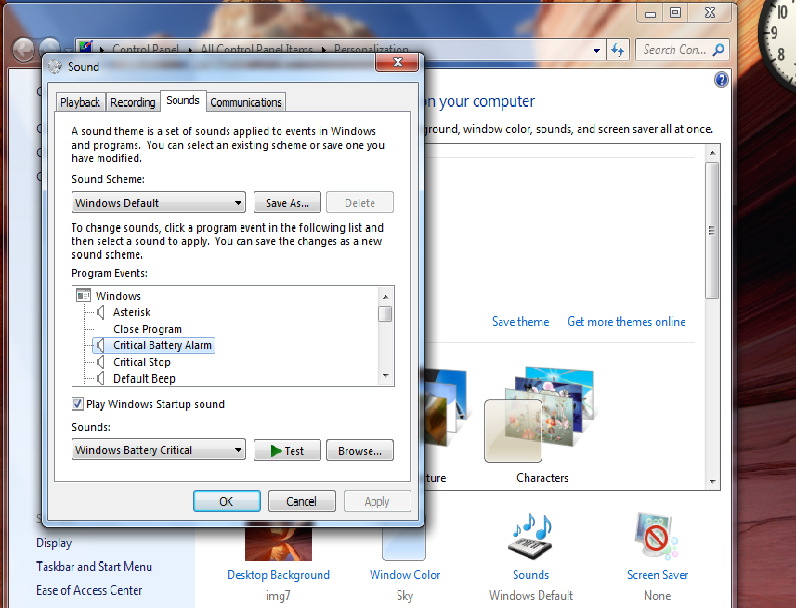 Control Panel ▸ All Control Panel Items ▸ Personalization
Search Con...
Sound
Playback
Recording
Sounds
Communications
A sound theme is a set of sounds applied to events in Windows
and programs. You can select an existing scheme or save one you
have modified.
Sound Scheme:
Windows Default
Save As...
Delete
To change sounds, click a program event in the following list and
then select a sound to apply. You can save the changes as a new
sound scheme.
Program Events:
Windows
Asterisk
Close Program
Critical Battery Alarm
Critical Stop
Default Beep
Play Windows Startup sound
Sounds:
Windows Battery Critical
Test
Browse...
OK
Cancel
Apply
on your computer
ground, window color, sounds, and screen saver all at once.
Save theme
Get more themes online
ture
Characters
Display
Taskbar and Start Menu
Ease of Access Center
Desktop Background
img7
Window Color
Sky
Sounds
Windows Default
Screen Saver
None
10
9
8